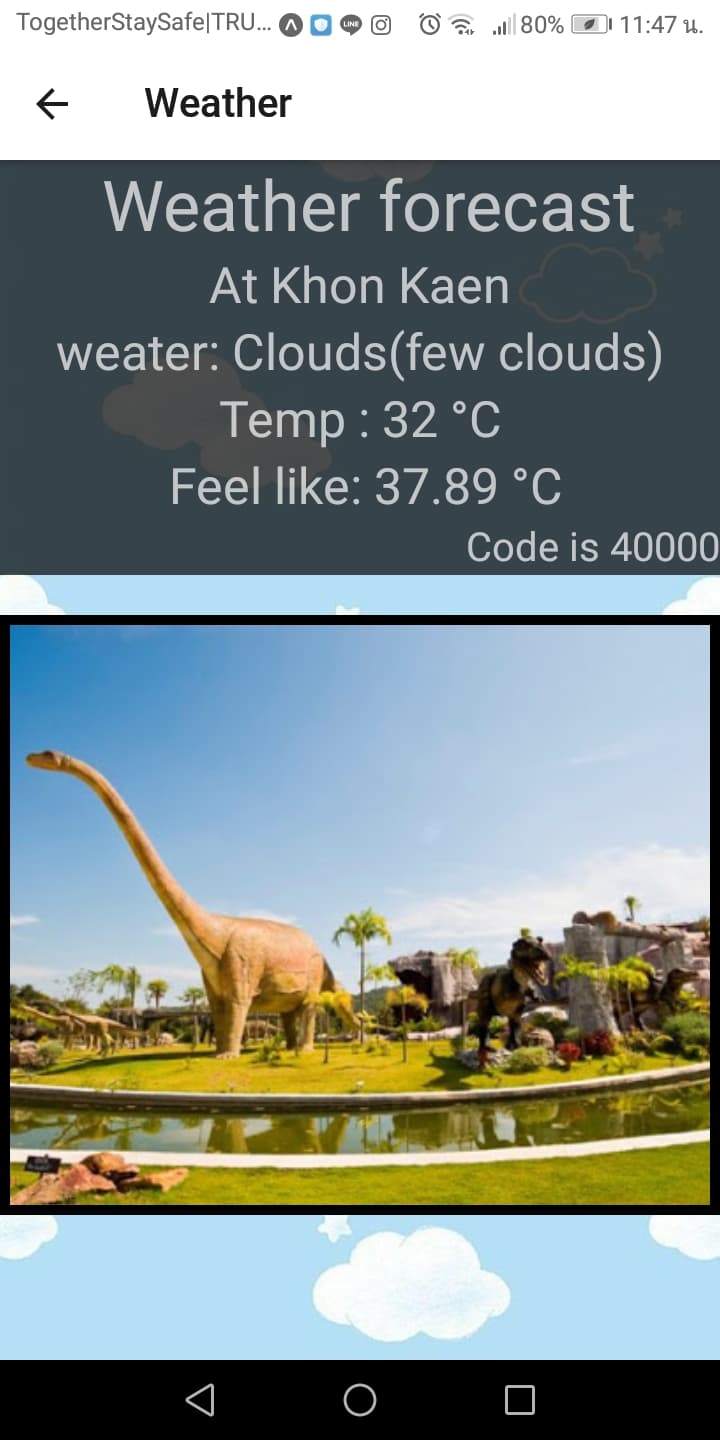 TogetherStaySafe|TRU... LINE 80% 11:47 น.
Weather
Weather forecast
At Khon Kaen
weater: Clouds(few clouds)
Temp : 32 °C
Feel like: 37.89 °C
Code is 40000